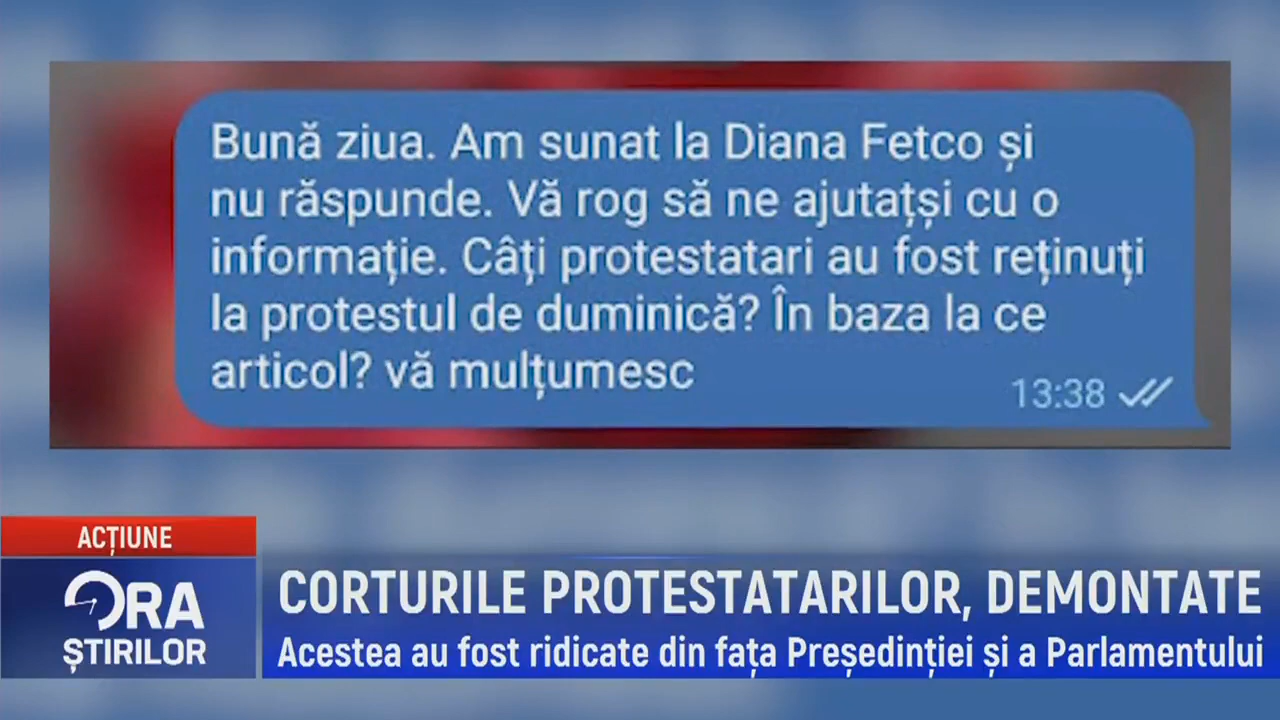 Bună ziua. Am sunat la Diana Fetco și
nu răspunde. Vă rog să ne ajutațși cu o
informație. Câți protestatari au fost reținuți
la protestul de duminică? În baza la ce
articol? vă mulțumesc
13:38
ACȚIUNE
ORA
ȘTIRILOR
CORTURILE PROTESTATARILOR, DEMONTATE
Acestea au fost ridicate din fața Președinției și a Parlamentului